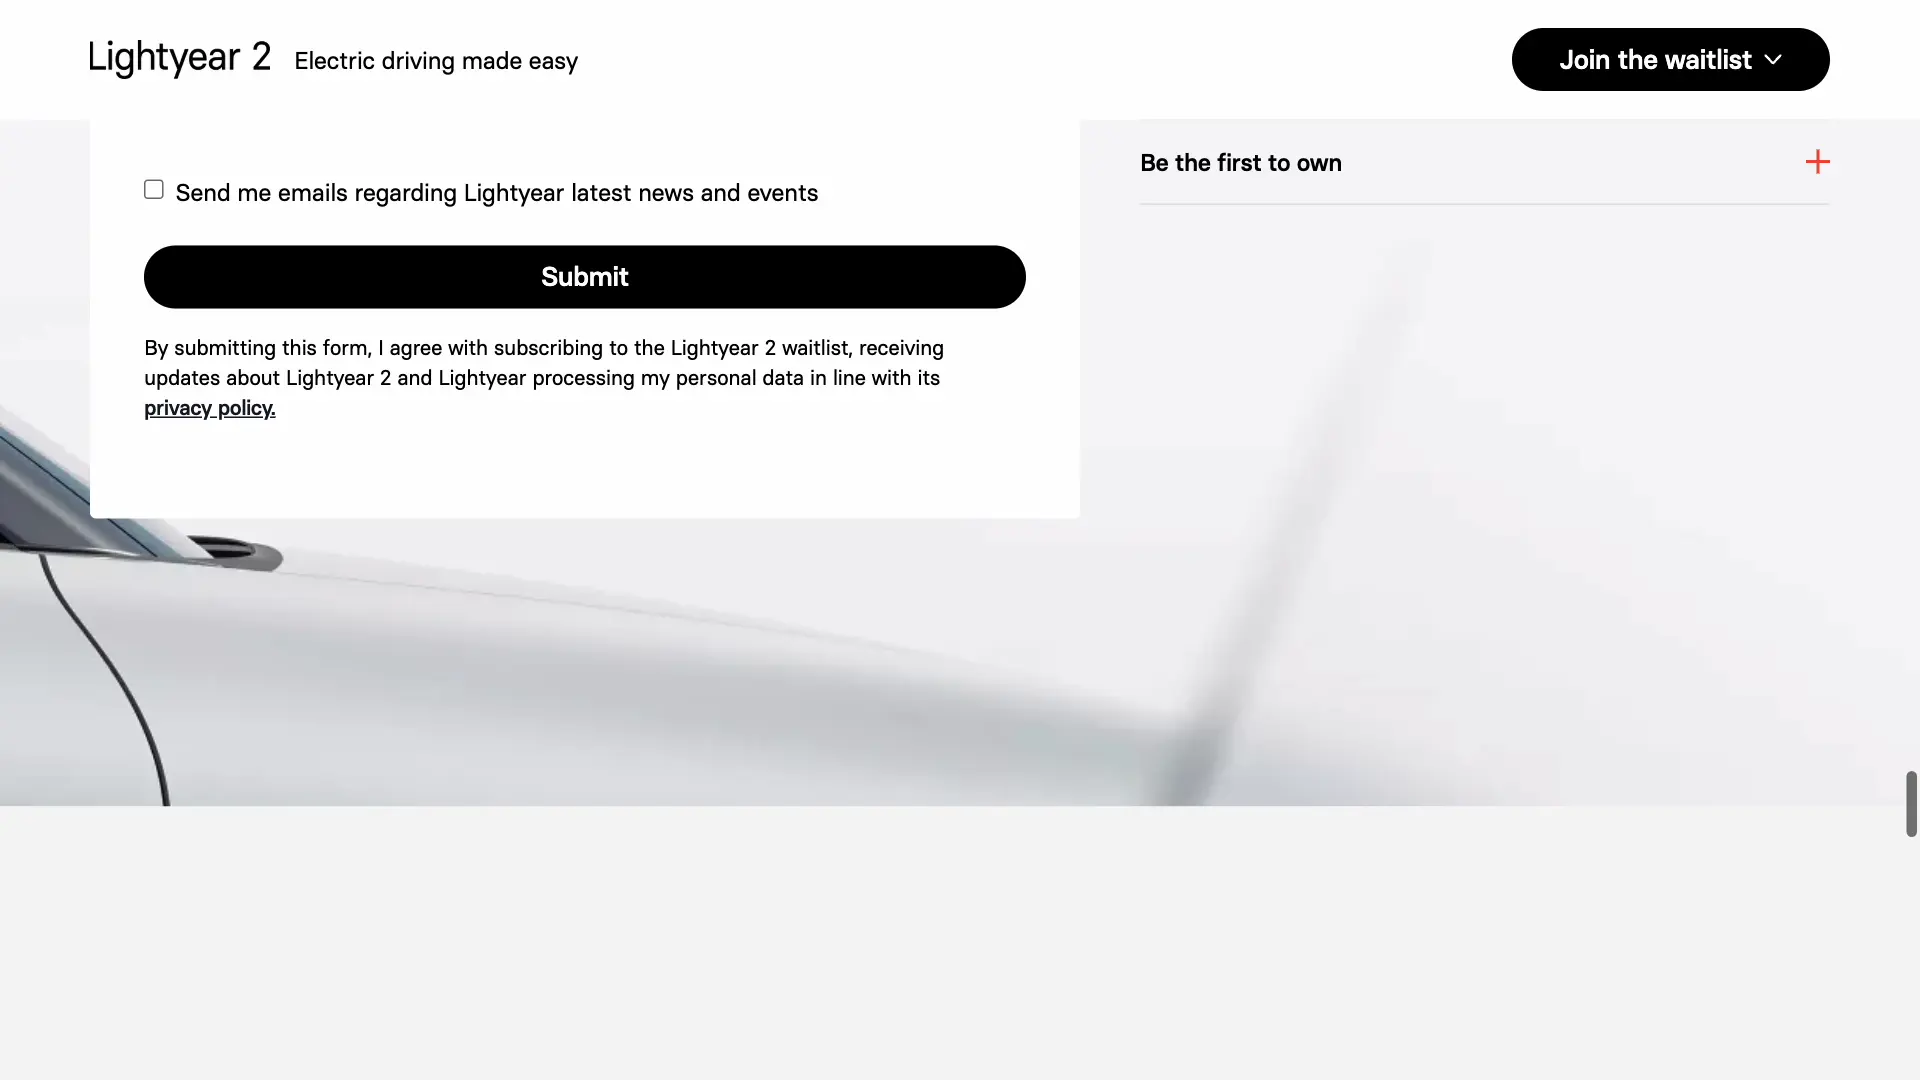 Lightyear 2 Electric driving made easy
Join the waitlist
Be the first to own
Send me emails regarding Lightyear latest news and events
Submit
By submitting this form, I agree with subscribing to the Lightyear 2 waitlist, receiving
updates about Lightyear 2 and Lightyear processing my personal data in line with its
privacy policy.